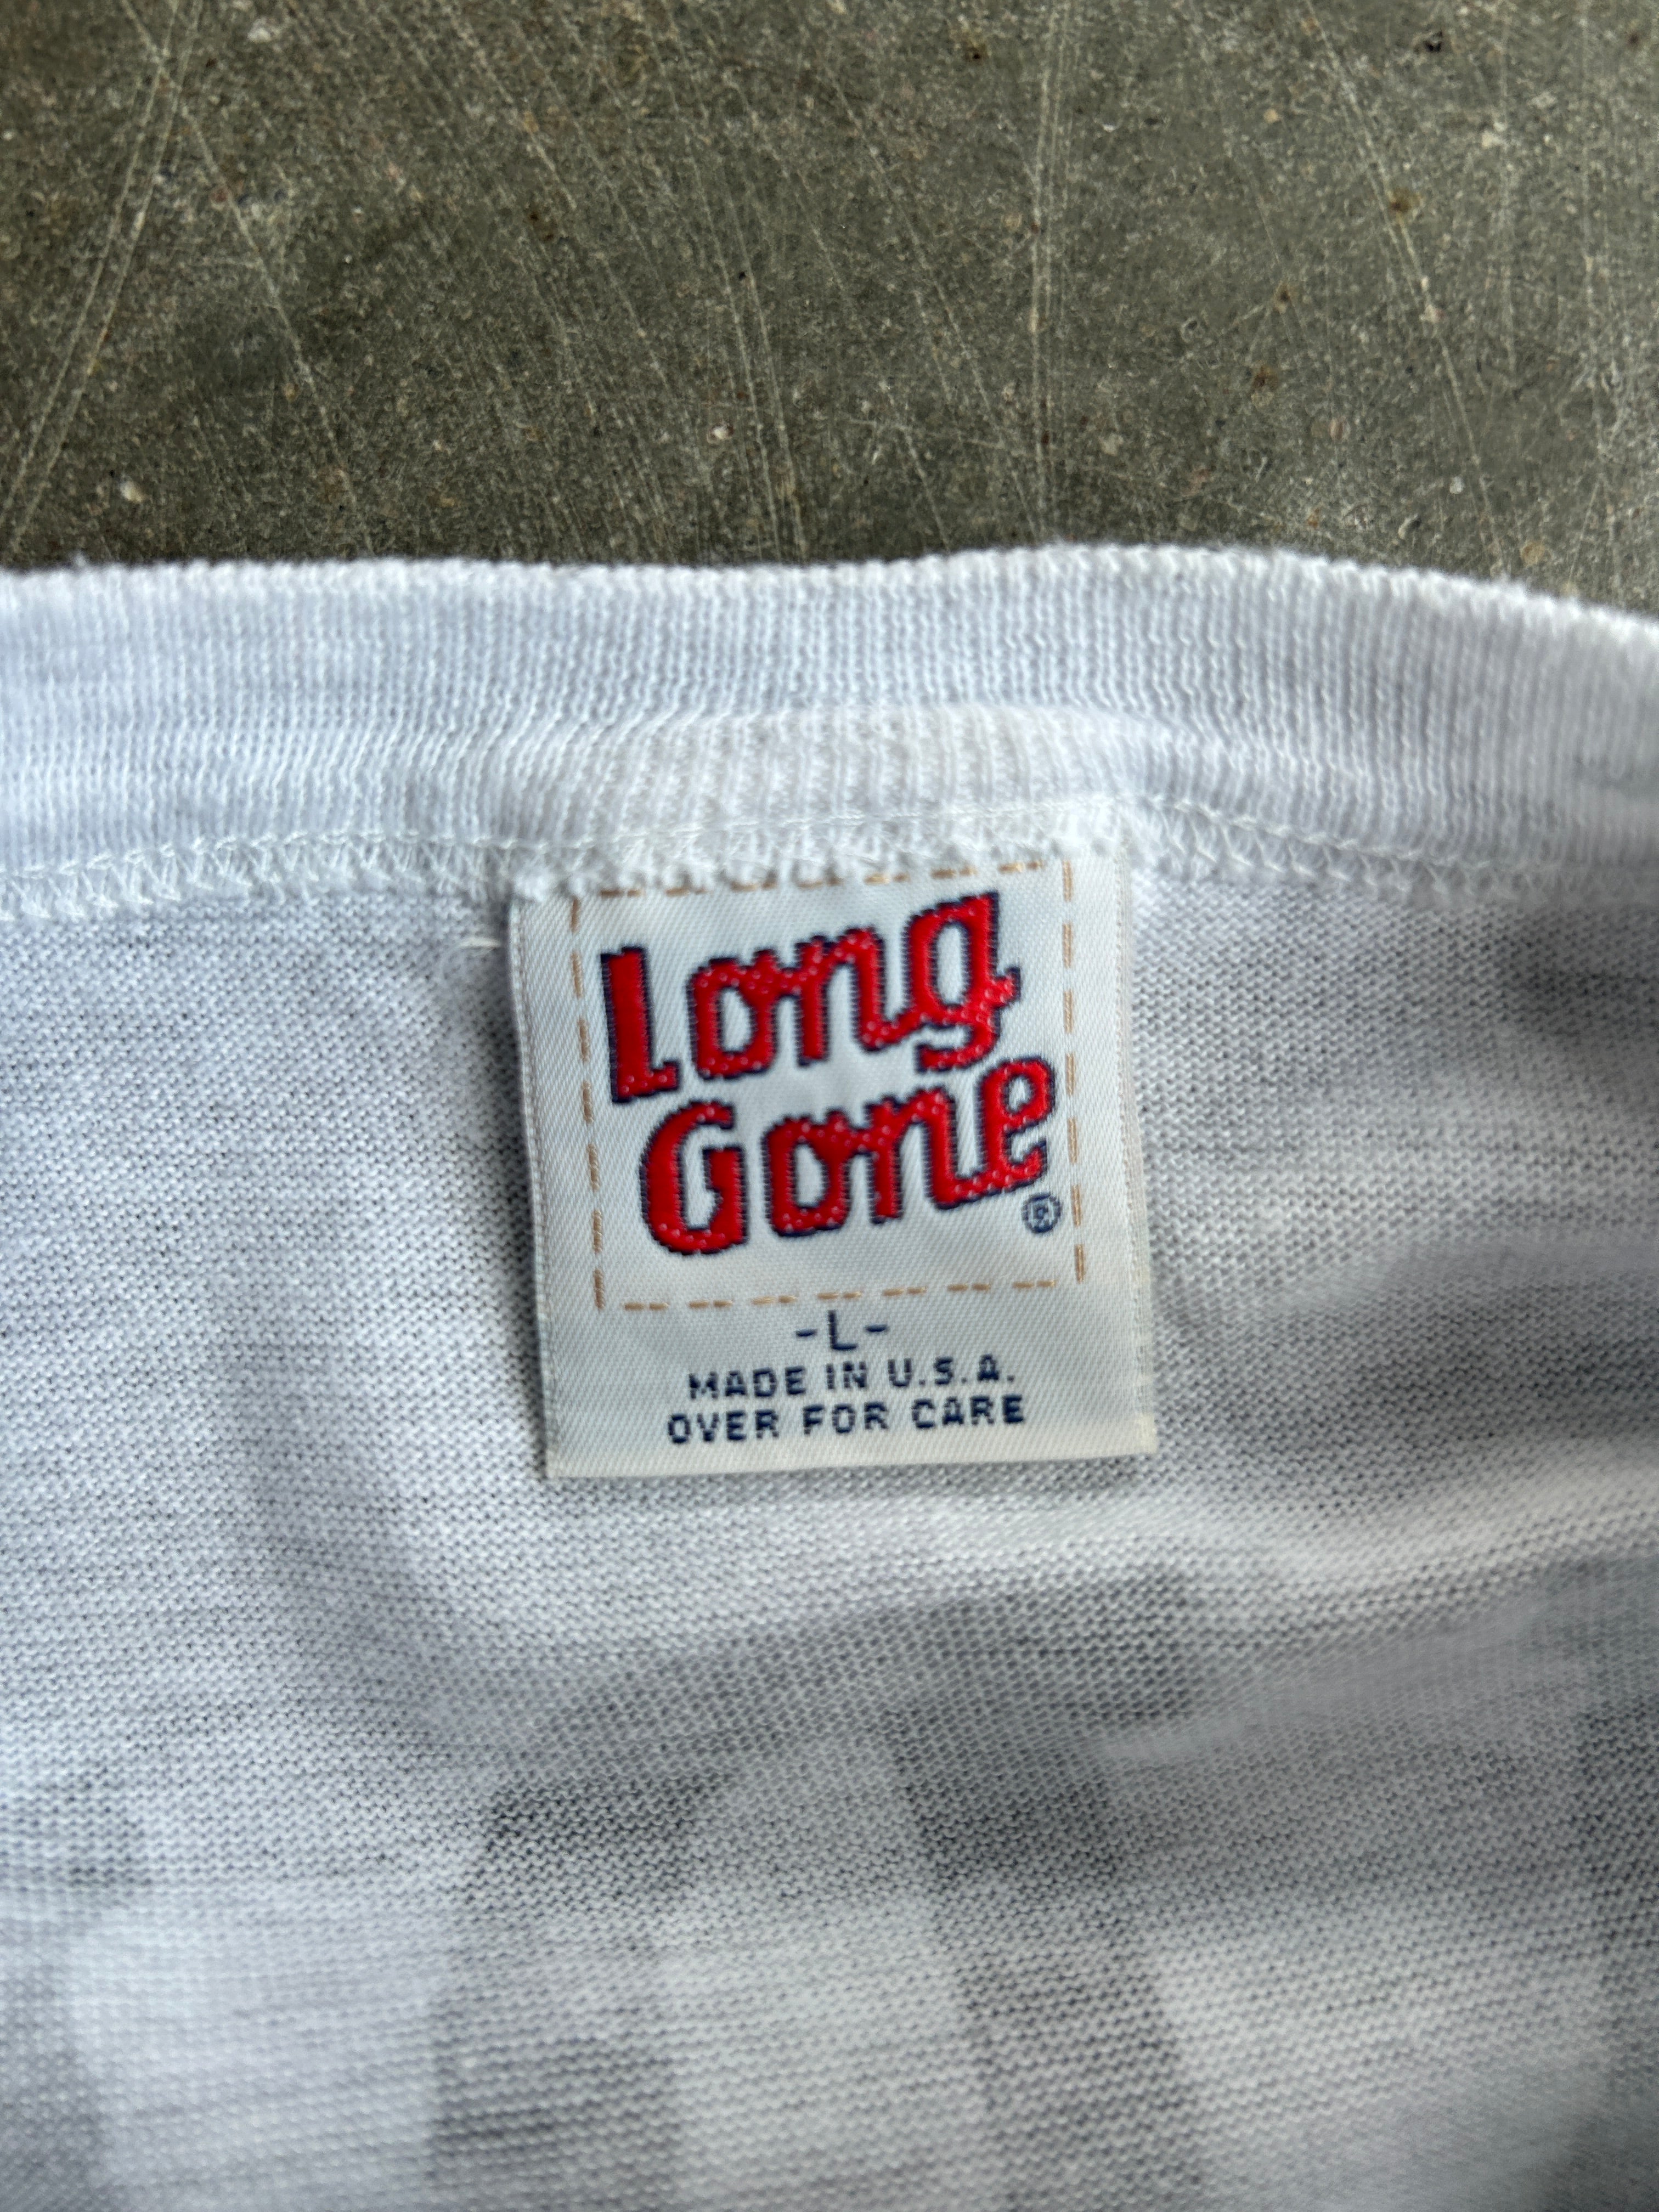 Long
Gone
®
-L-
MADE IN U.S.A.
OVER FOR CARE